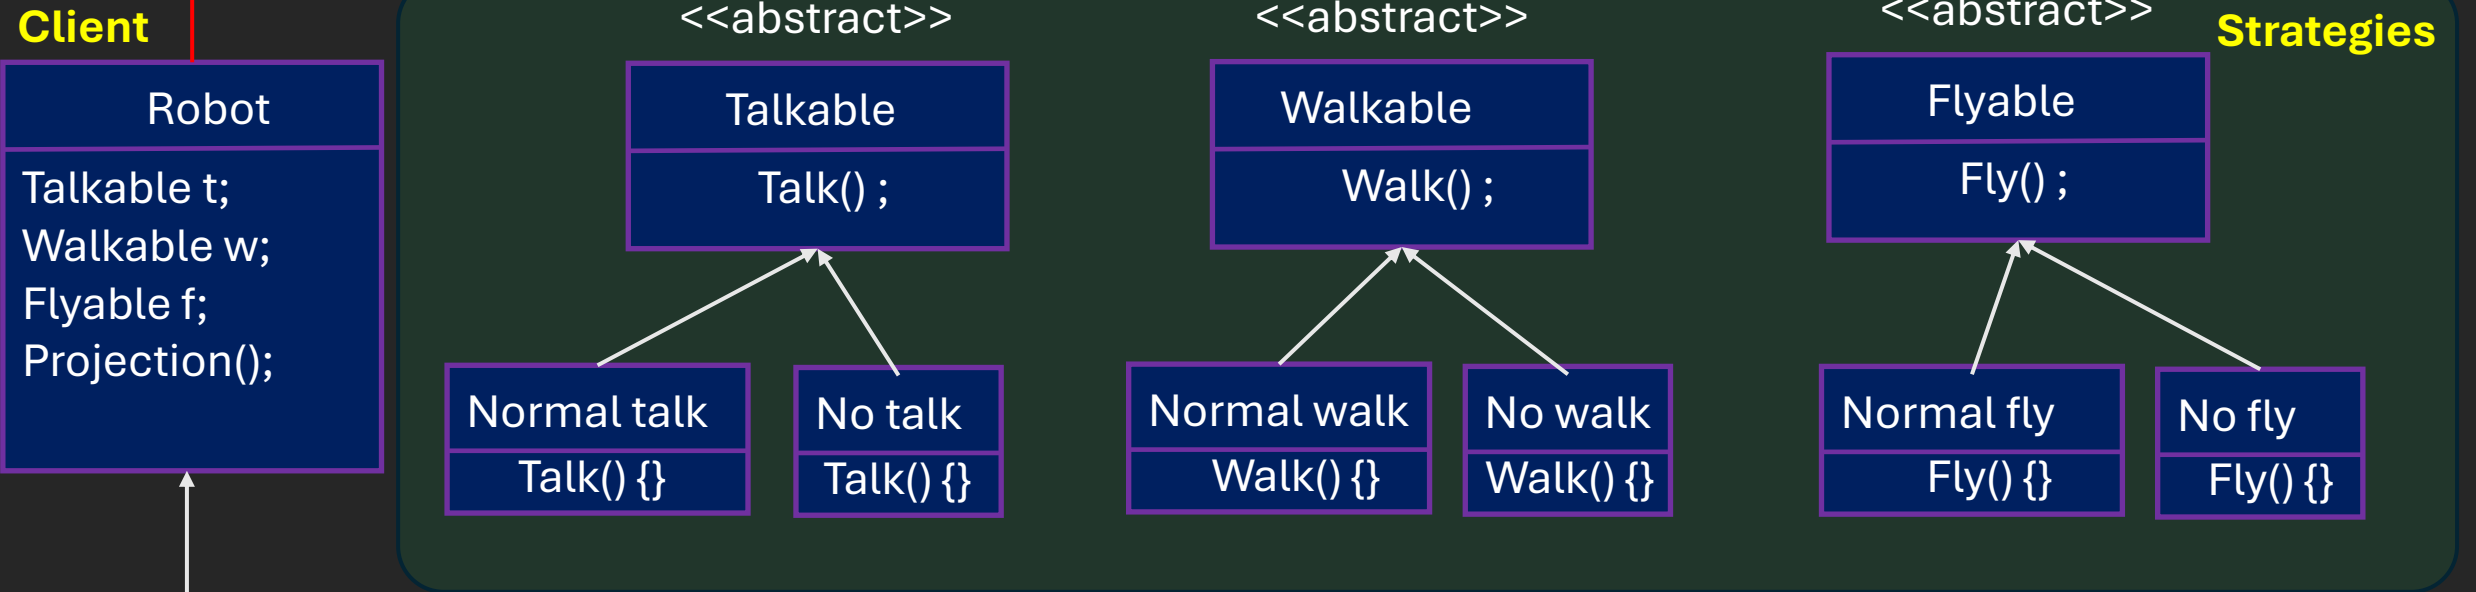 Client
<<abstract>>
<<abstract>>
<<abstract>>
Strategies
Robot
Talkable t;
Walkable w;
Flyable f;
Projection();
Talkable
Talk() ;
Walkable
Walk() ;
Flyable
Fly() ;
Normal talk
Talk() {}
No talk
Talk() {}
Normal walk
Walk() {}
No walk
Walk() {}
Normal fly
Fly() {}
No fly
Fly() {}